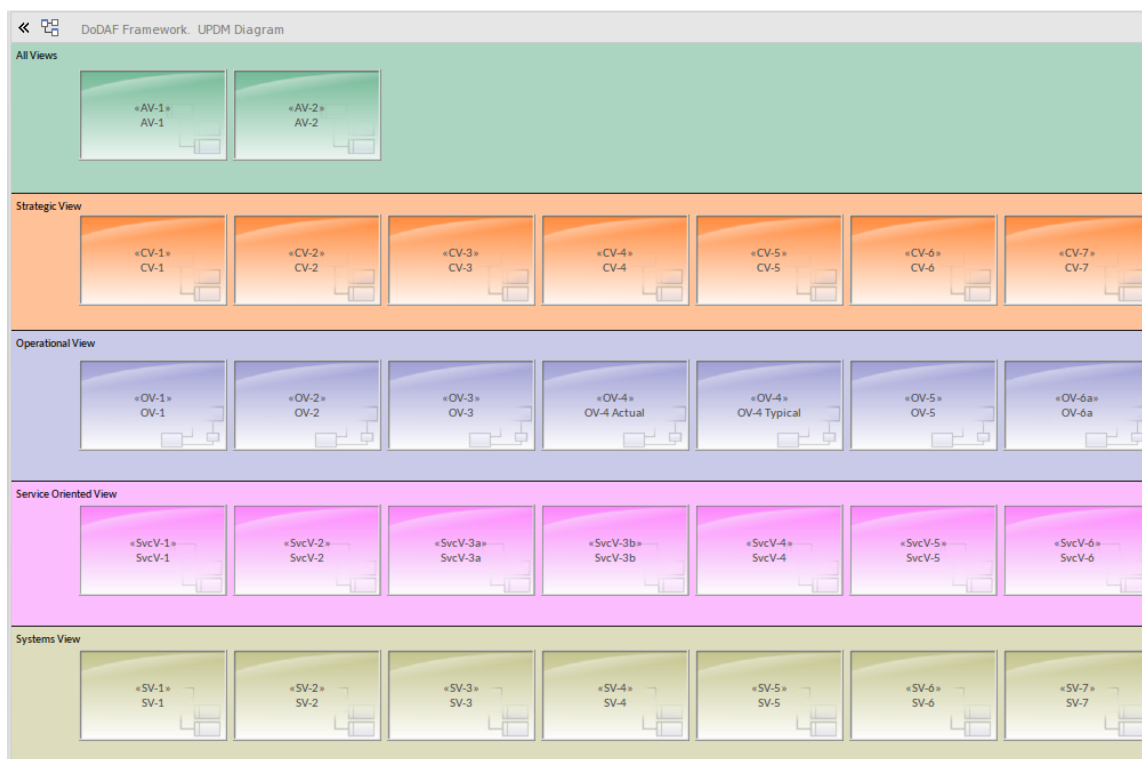 « DoDAF Framework. UPDM Diagram
All Views
«AV-1» «AV-2»
AV-1 AV-2
Strategic View
«CV-1» «CV-2» «CV-3» «CV-4» «CV-5» «CV-6» «CV-7»
CV-1 CV-2 CV-3 CV-4 CV-5 CV-6 CV-7
Operational View
«OV-1» «OV-2» «OV-3» «OV-4» «OV-4» «OV-5» «OV-6a»
OV-1 OV-2 OV-3 OV-4 Actual OV-4 Typical OV-5 OV-6a
Service Oriented View
«SvcV-1» «SvcV-2» «SvcV-3a» «SvcV-3b» «SvcV-4» «SvcV-5» «SvcV-6»
SvcV-1 SvcV-2 SvcV-3a SvcV-3b SvcV-4 SvcV-5 SvcV-6
Systems View
«SV-1» «SV-2» «SV-3» «SV-4» «SV-5» «SV-6» «SV-7»
SV-1 SV-2 SV-3 SV-4 SV-5 SV-6 SV-7